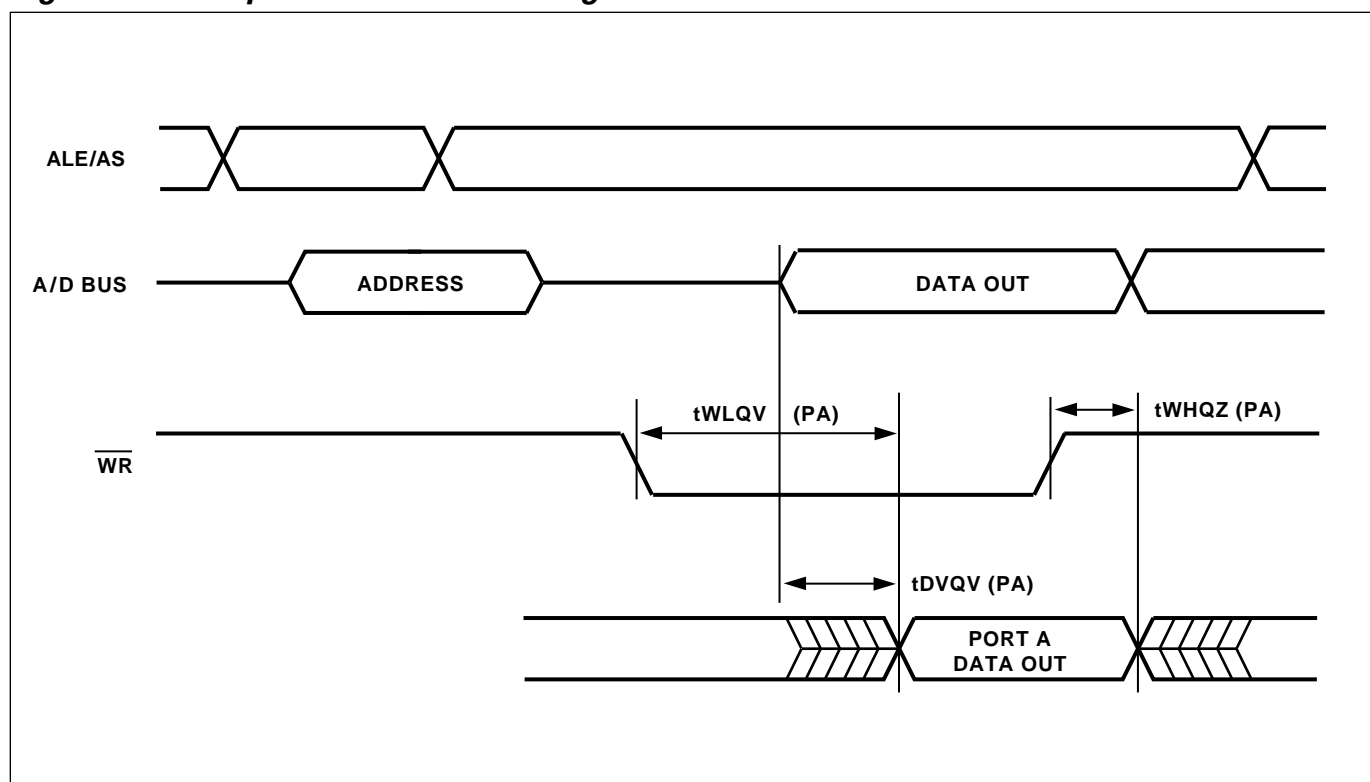 ALE/AS
A/D BUS
ADDRESS
DATA OUT
tWLQV (PA)
tWHQZ (PA)
WR
tDVQV (PA)
PORT A
DATA OUT